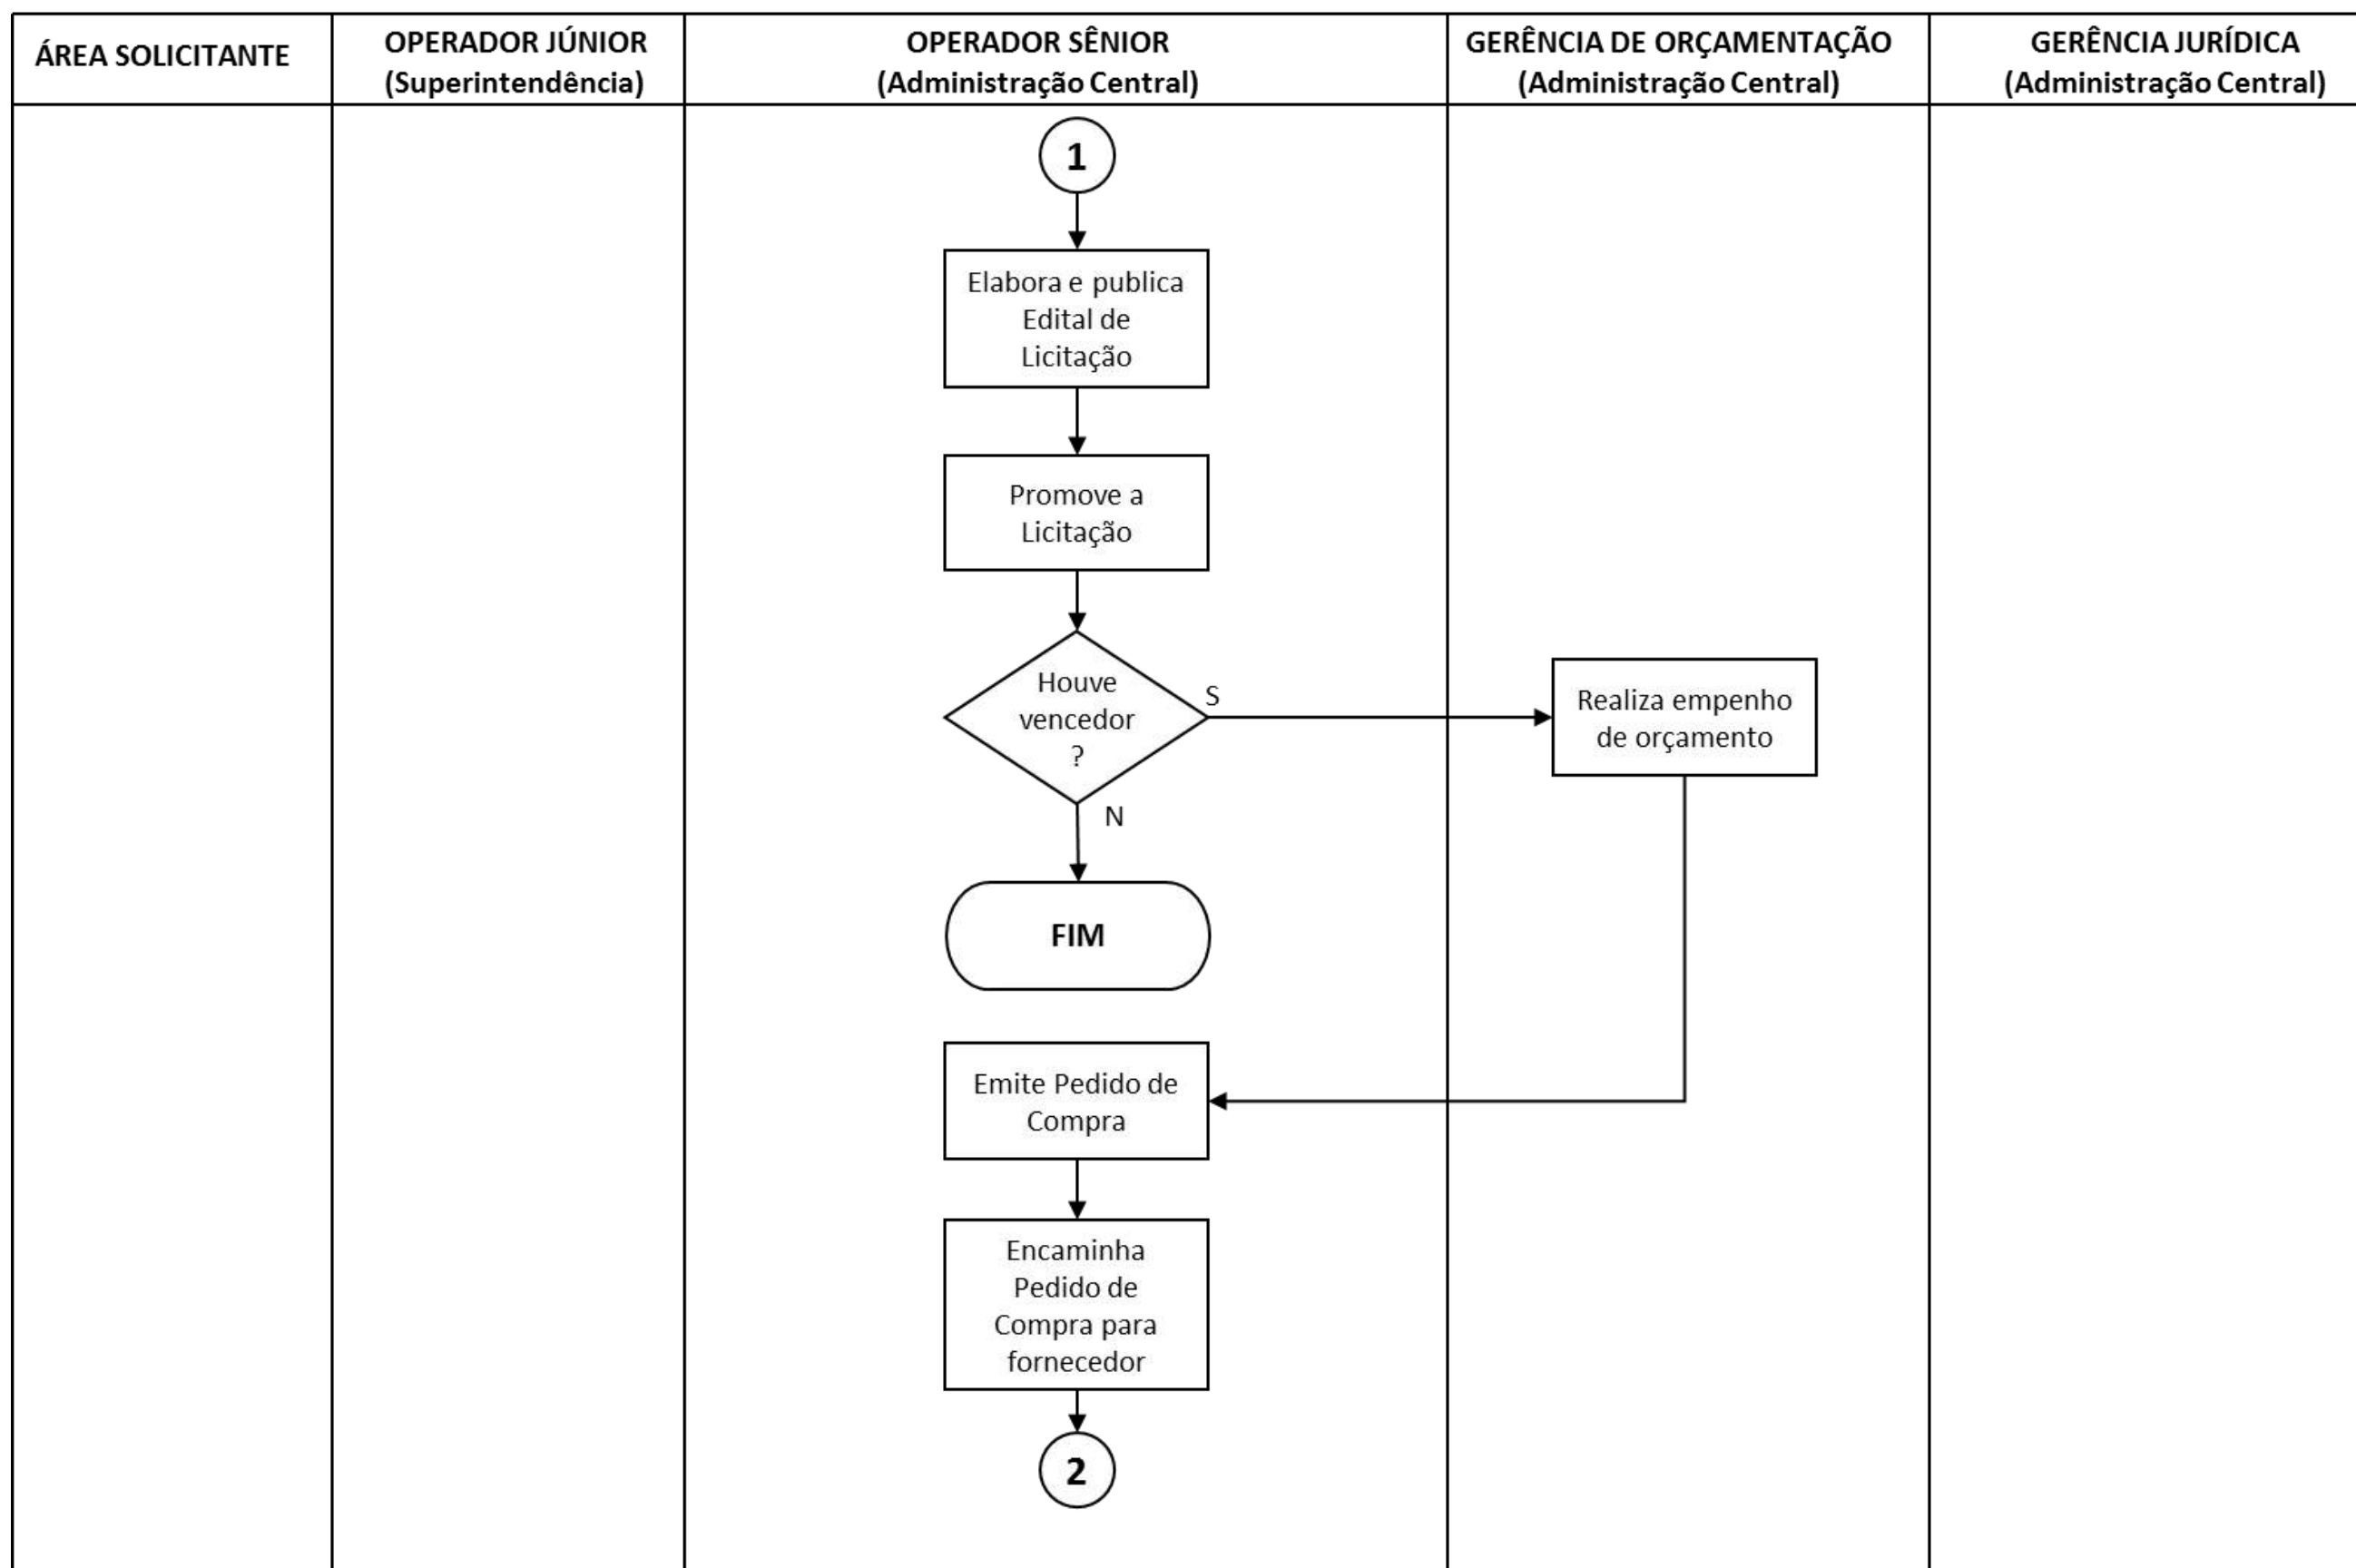 ÁREA SOLICITANTE
OPERADOR JÚNIOR
(Superintendência)
OPERADOR SÊNIOR
(Administração Central)
GERÊNCIA DE ORÇAMENTAÇÃO
(Administração Central)
GERÊNCIA JURÍDICA
(Administração Central)
1
Elabora e publica
Edital de
Licitação
Promove a
Licitação
Houve
vencedor
?
S
Realiza empenho
de orçamento
N
FIM
Emite Pedido de
Compra
Encaminha
Pedido de
Compra para
fornecedor
2